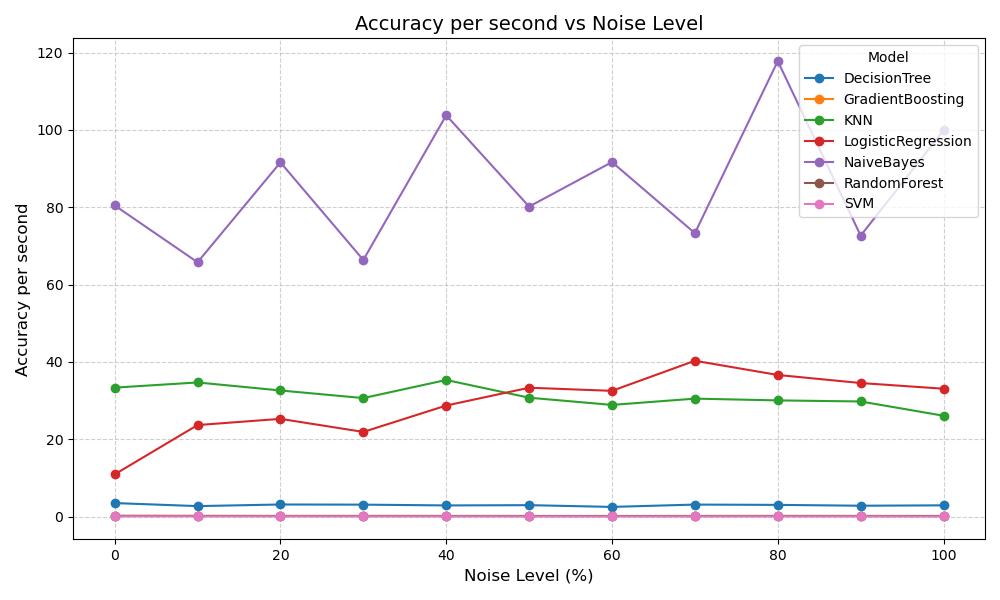 Accuracy per second vs Noise Level
Accuracy per second
120
100
80
60
40
20
0
0
20
40
60
80
100
Noise Level (%)
Model
DecisionTree
GradientBoosting
KNN
LogisticRegression
NaiveBayes
RandomForest
SVM